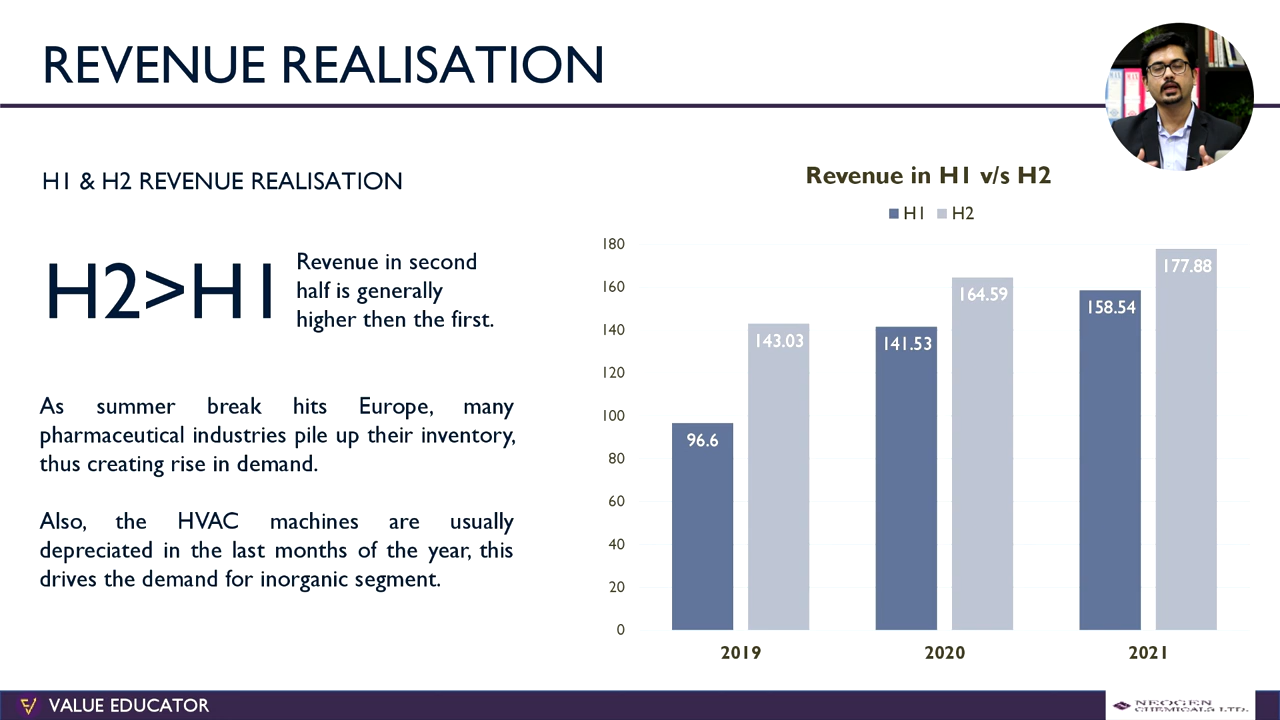 REVENUE REALISATION
H1 & H2 REVENUE REALISATION
H2>H1
Revenue in second
half is generally
higher then the first.
As summer break hits Europe, many
pharmaceutical industries pile up their inventory,
thus creating rise in demand.
Also, the HVAC machines are usually
depreciated in the last months of the year, this
drives the demand for inorganic segment.
Revenue in H1 v/s H2
H1 H2
180
160
140
120
100
80
60
40
20
0
96.6
143.03
141.53
164.59
158.54
177.88
2019 2020 2021
VALUE EDUCATOR
NEOGEN
CHEMICALS LTD.